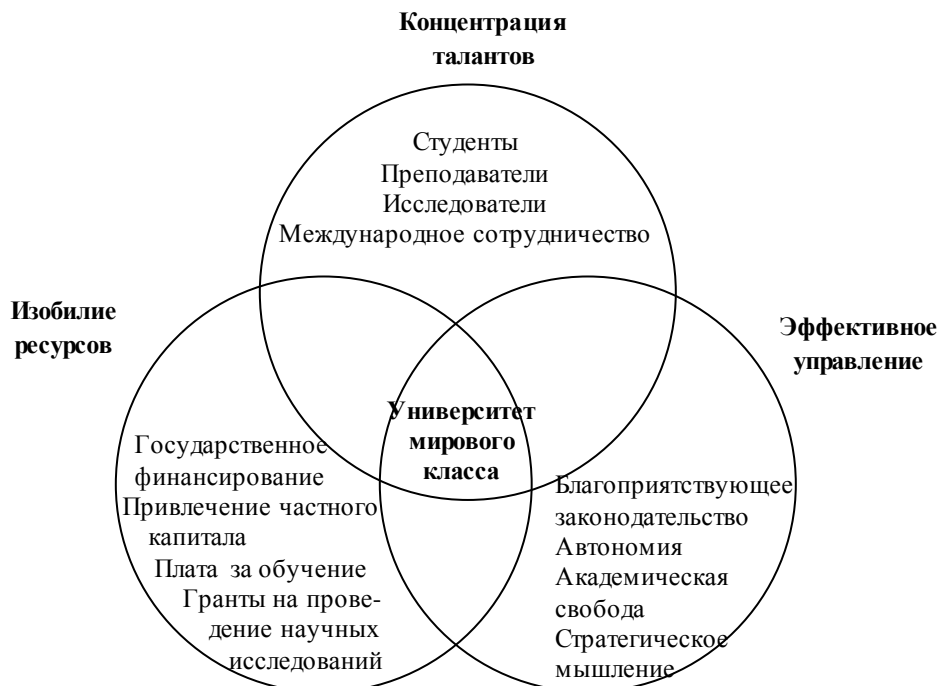 Концентрация
талантов
Студенты
Преподаватели
Исследователи
Международное сотрудничество
Изобилие
ресурсов
Эффективное
управление
Университет
мирового
класса
Государственное
финансирование
Привлечение частного
капитала
Плата за обучение
Гранты на прове-
дение научных
исследований
Благоприятствующее
законодательство
Автономия
Академическая
свобода
Стратегическое
мышление